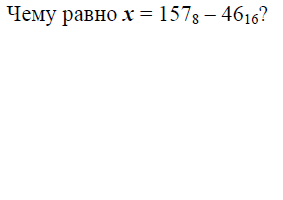 Чему равно x = 157₈ – 46₁₆?